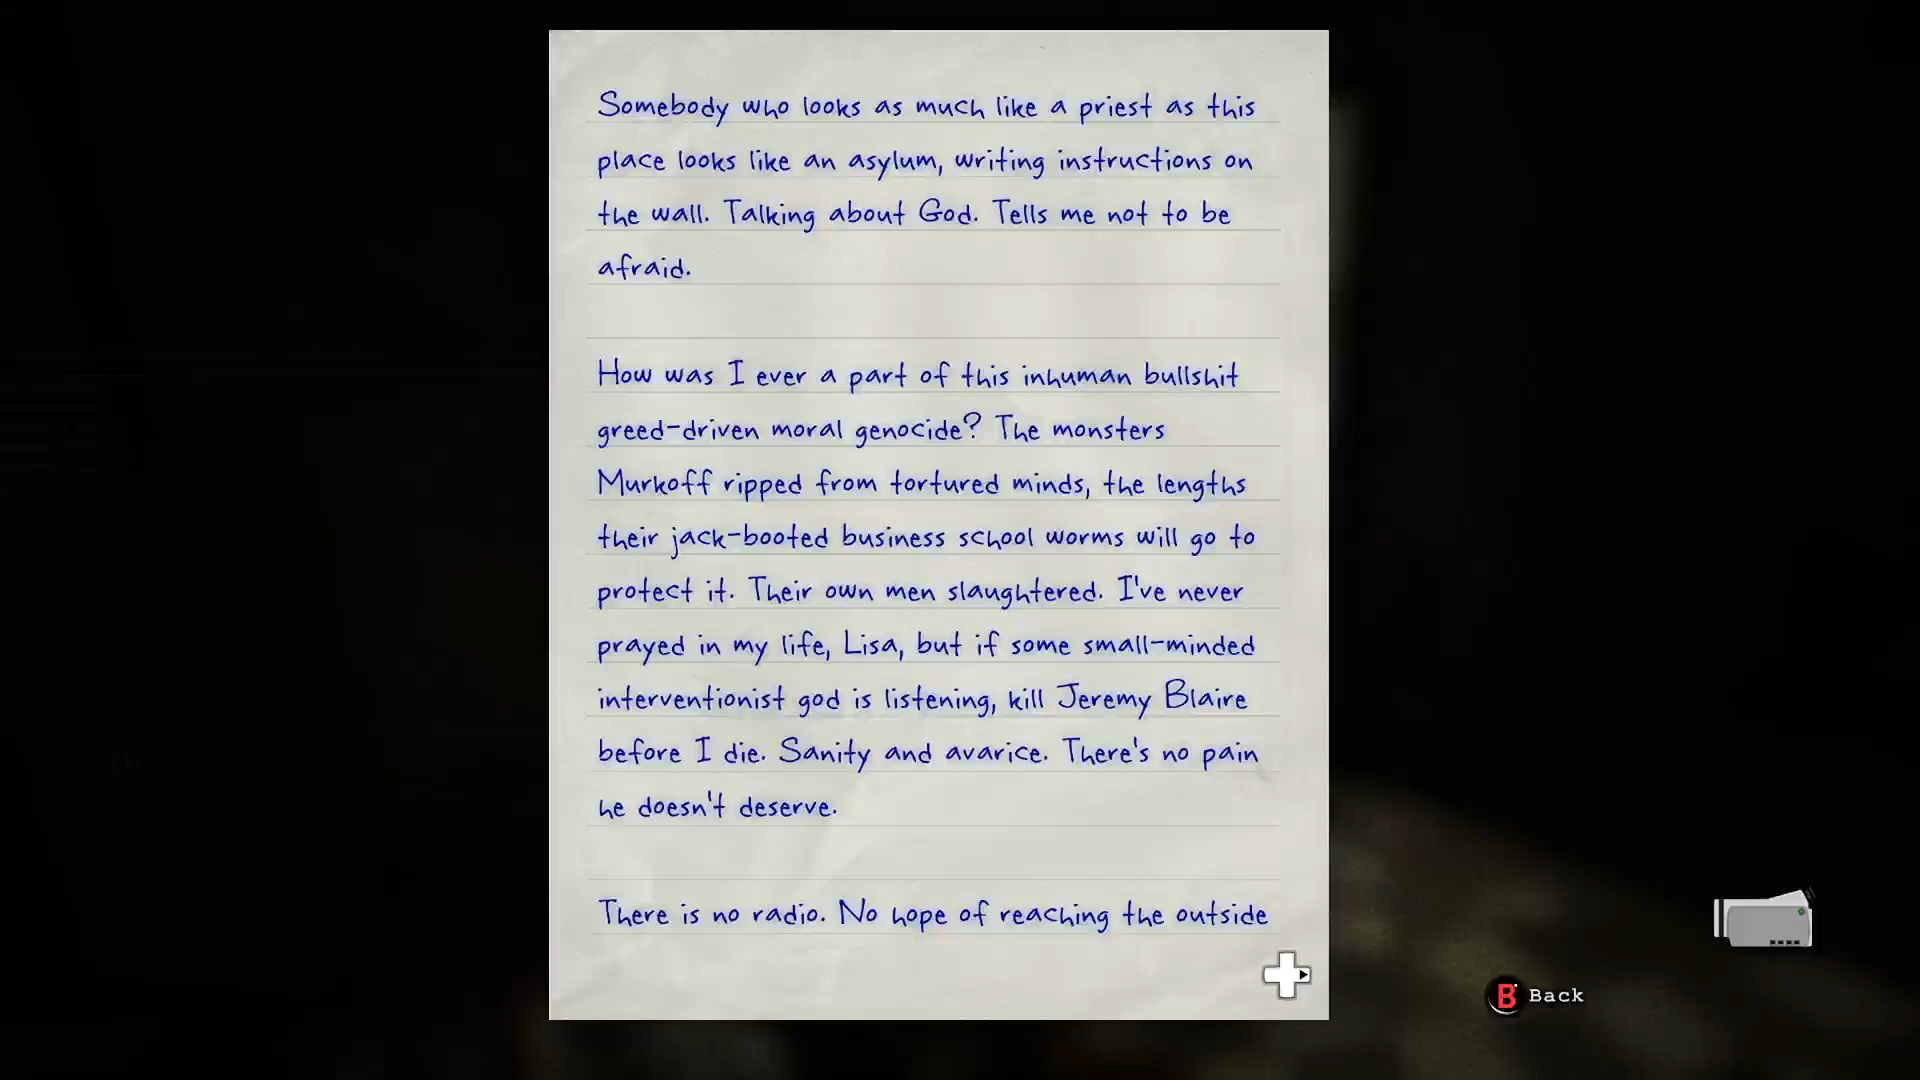 Somebody who looks as much like a priest as this
place looks like an asylum, writing instructions on
the wall. Talking about God. Tells me not to be
afraid.
How was I ever a part of this inhuman bullshit
greed-driven moral genocide? The monsters
Murkoff ripped from tortured minds, the lengths
their jack-booted business school worms will go to
protect it. Their own men slaughtered. I've never
prayed in my life, Lisa, but if some small-minded
interventionist god is listening, kill Jeremy Blaire
before I die. Sanity and avarice. There's no pain
he doesn't deserve.
There is no radio. No hope of reaching the outside
B Back